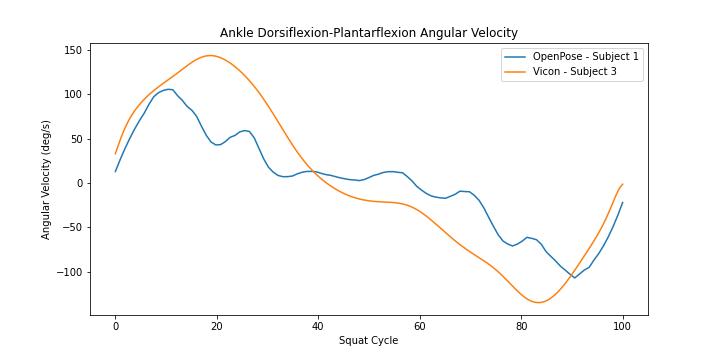 Ankle Dorsiflexion-Plantarflexion Angular Velocity
OpenPose - Subject 1
Vicon - Subject 3
Angular Velocity (deg/s)
150
100
50
0
−50
−100
0
20
40
60
80
100
Squat Cycle